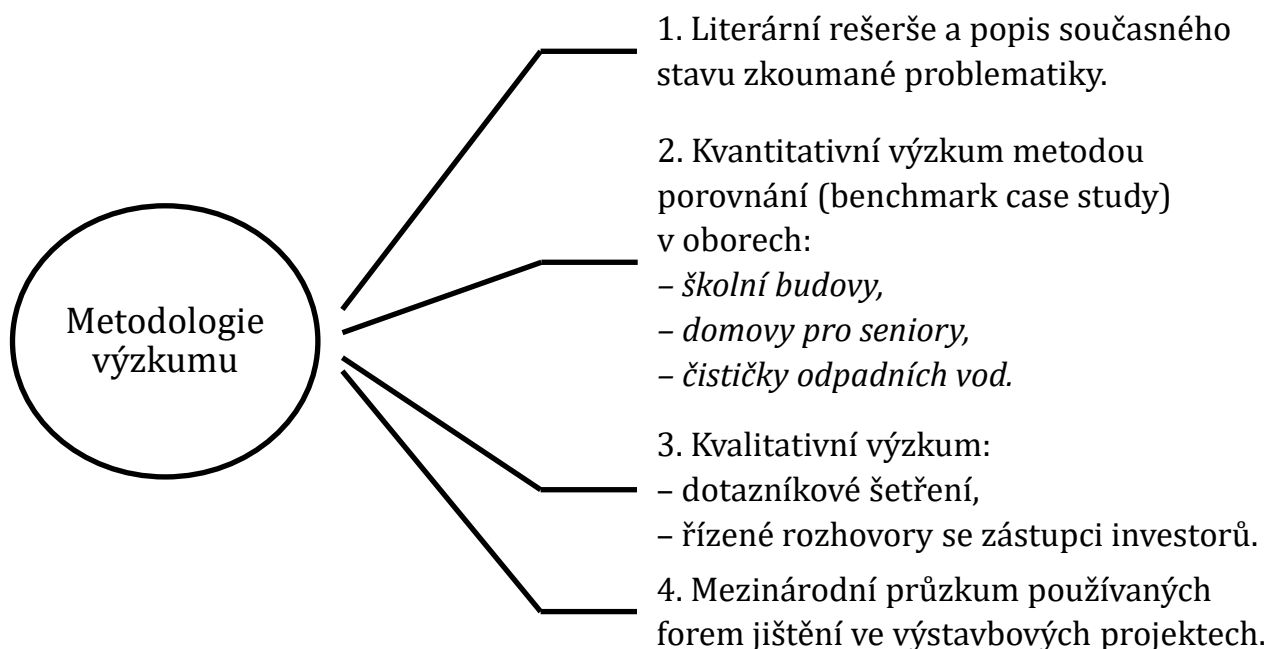 Metodologie
výzkumu
1. Literární rešerše a popis současného
stavu zkoumané problematiky.
2. Kvantitativní výzkum metodou
porovnání (benchmark case study)
v oborech:
– školní budovy,
– domovy pro seniory,
– čističky odpadních vod.
3. Kvalitativní výzkum:
– dotazníkové šetření,
– řízené rozhovory se zástupci investorů.
4. Mezinárodní průzkum používaných
forem jištění ve výstavbových projektech.